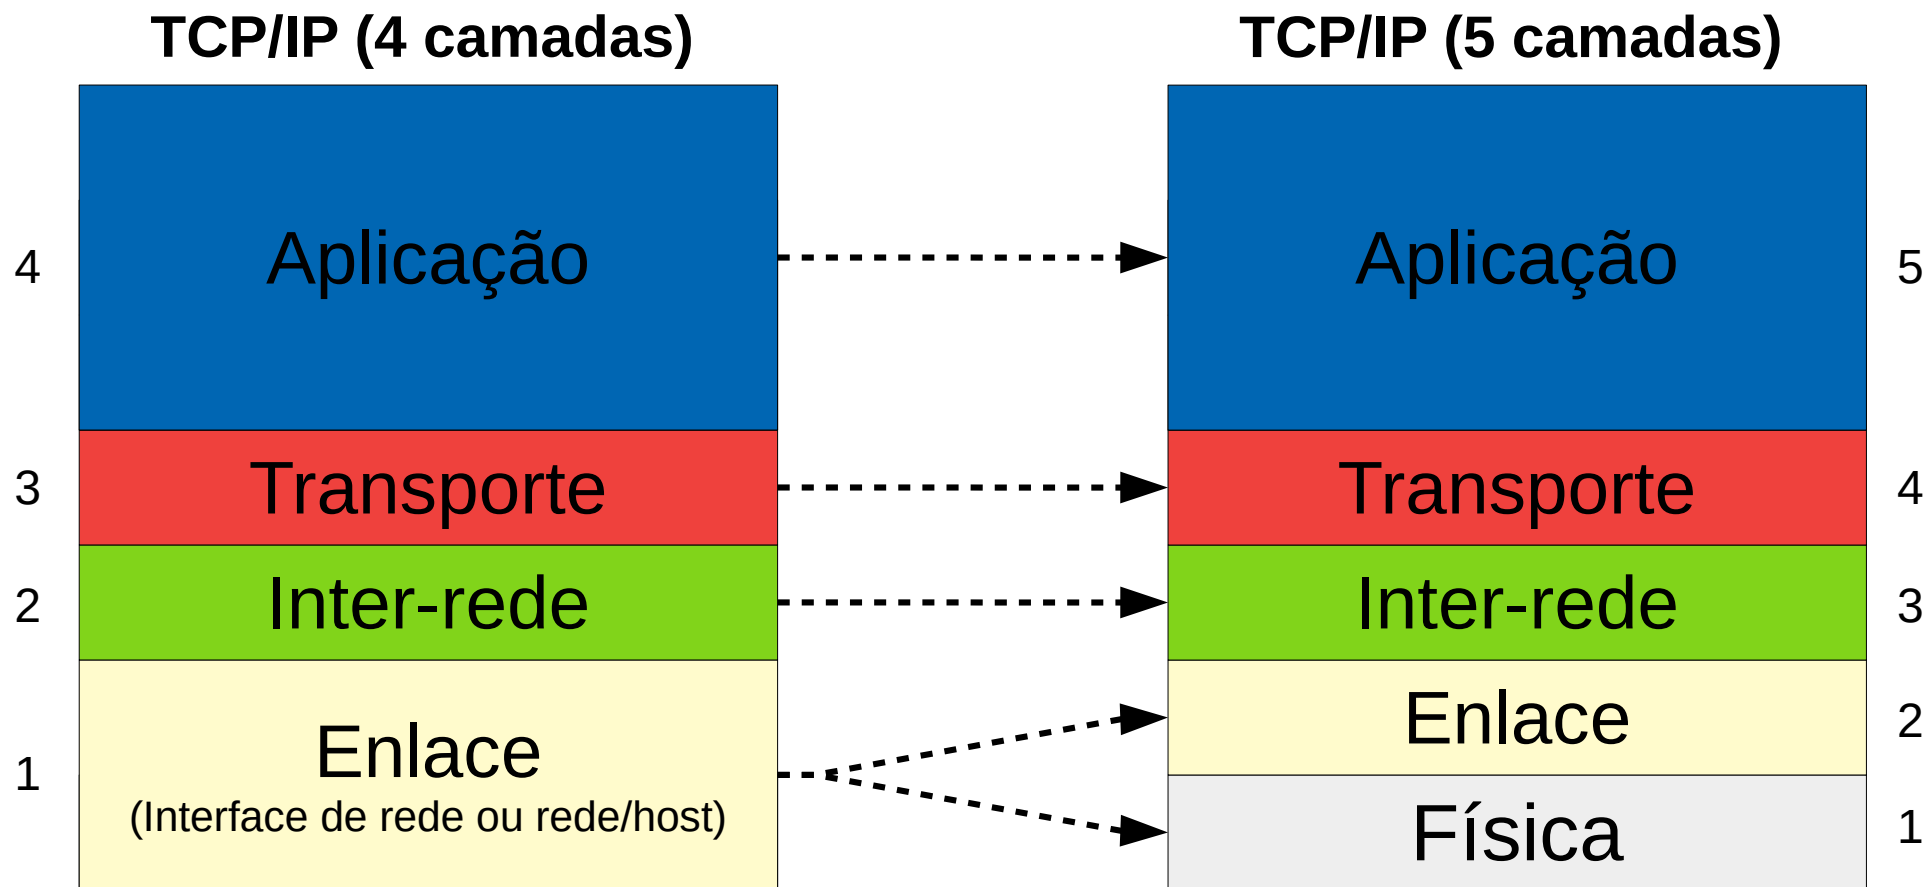 TCP/IP (4 camadas)
4
Aplicação
3
Transporte
2
Inter-rede
1
Enlace
(Interface de rede ou rede/host)
TCP/IP (5 camadas)
Aplicação
5
Transporte
4
Inter-rede
3
Enlace
2
Física
1